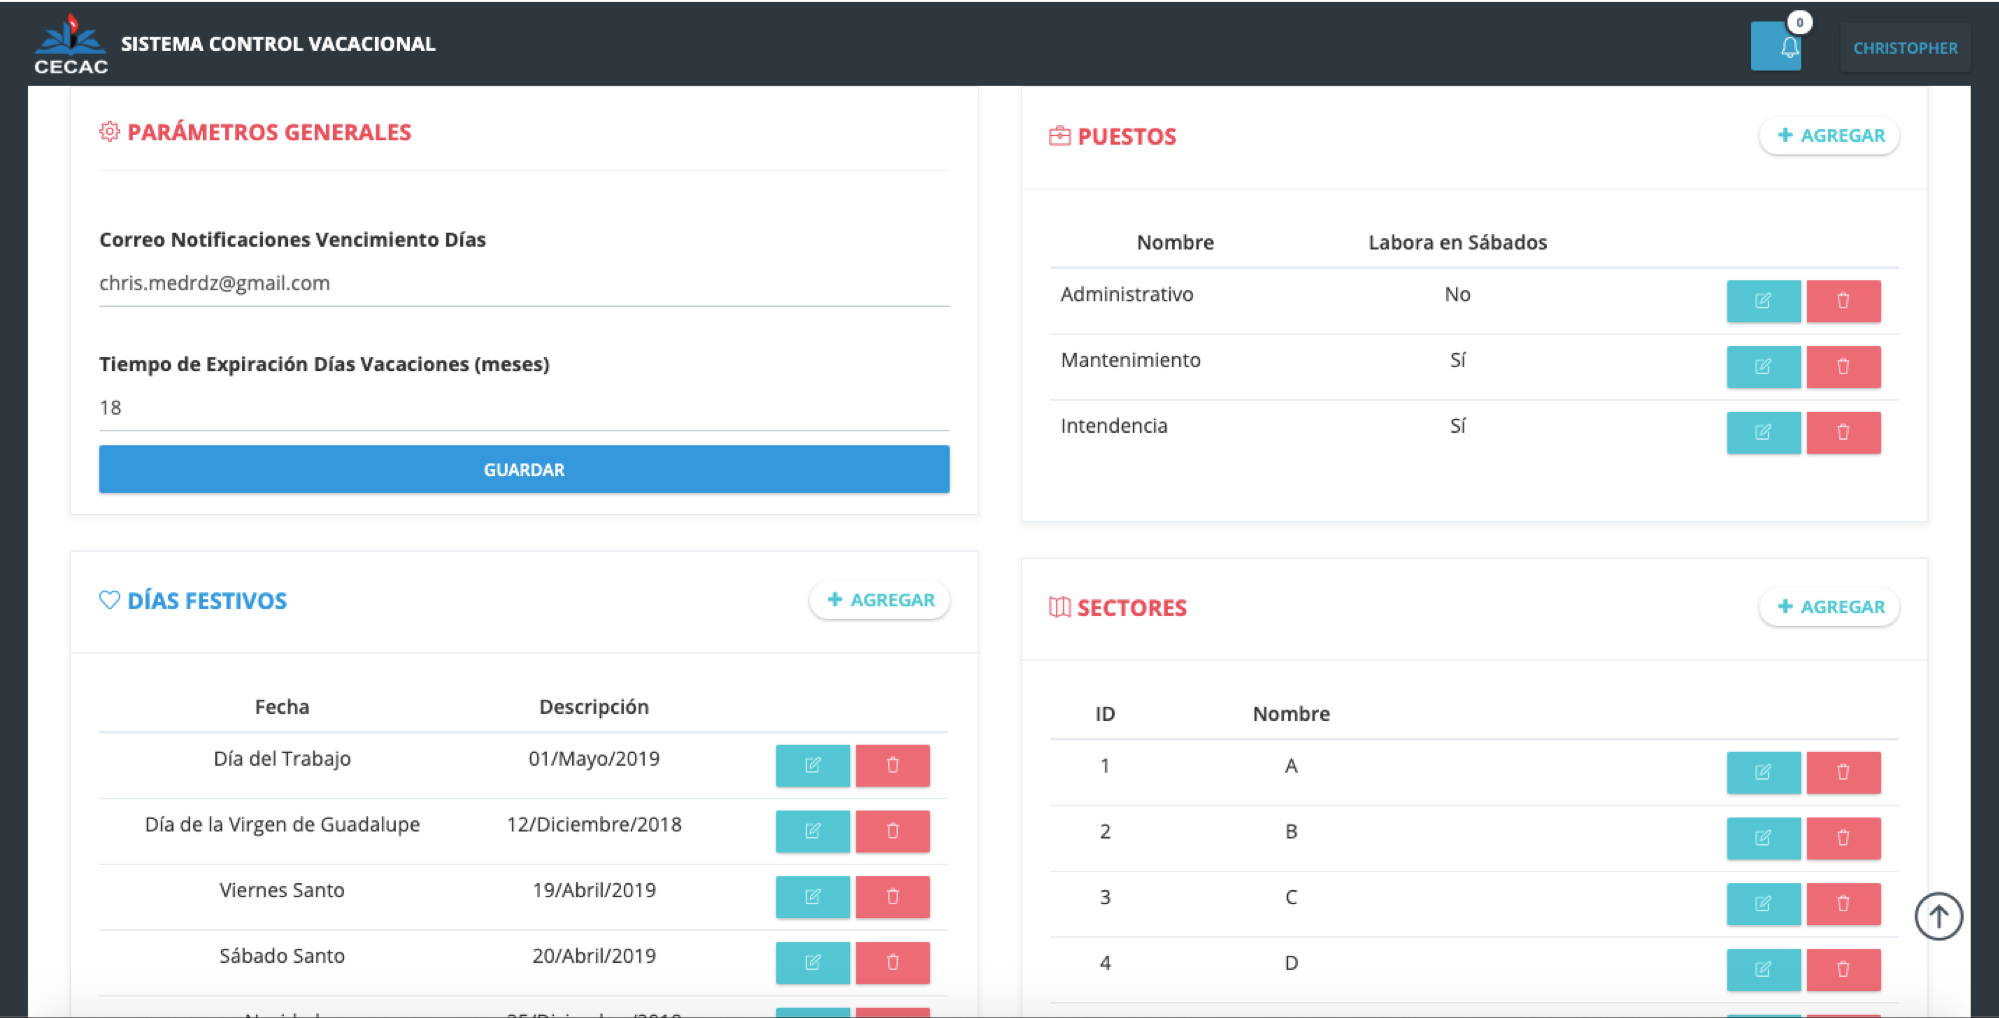 CECAC
SISTEMA CONTROL VACACIONAL
0
CHRISTOPHER
PARÁMETROS GENERALES
Correo Notificaciones Vencimiento Días
chris.medrdz@gmail.com
Tiempo de Expiración Días Vacaciones (meses)
18
GUARDAR
PUESTOS
+ AGREGAR
Nombre Labora en Sábados
Administrativo No
Mantenimiento Sí
Intendencia Sí
DÍAS FESTIVOS
+ AGREGAR
Fecha Descripción
Día del Trabajo 01/Mayo/2019
Día de la Virgen de Guadalupe 12/Diciembre/2018
Viernes Santo 19/Abril/2019
Sábado Santo 20/Abril/2019
SECTORES
+ AGREGAR
ID Nombre
1 A
2 B
3 C
4 D